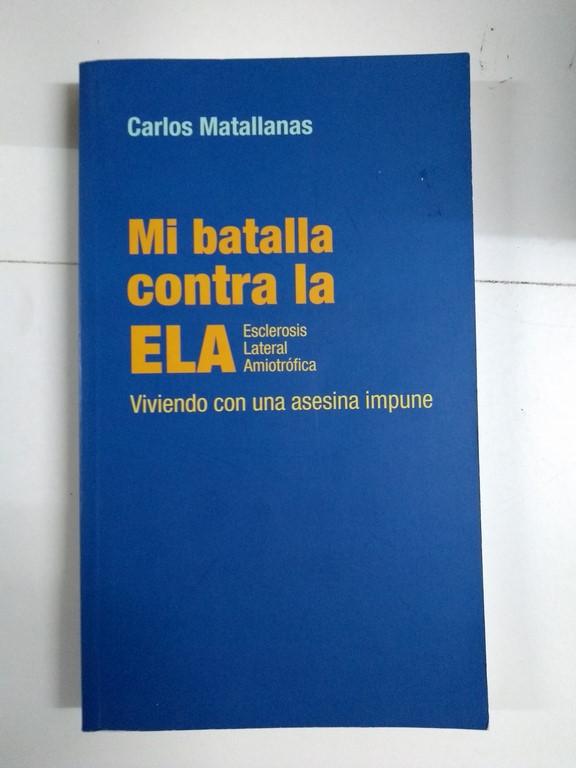 Carlos Matallanas
Mi batalla
contra la
ELA
Esclerosis
Lateral
Amiotrófica
Viviendo con una asesina impune